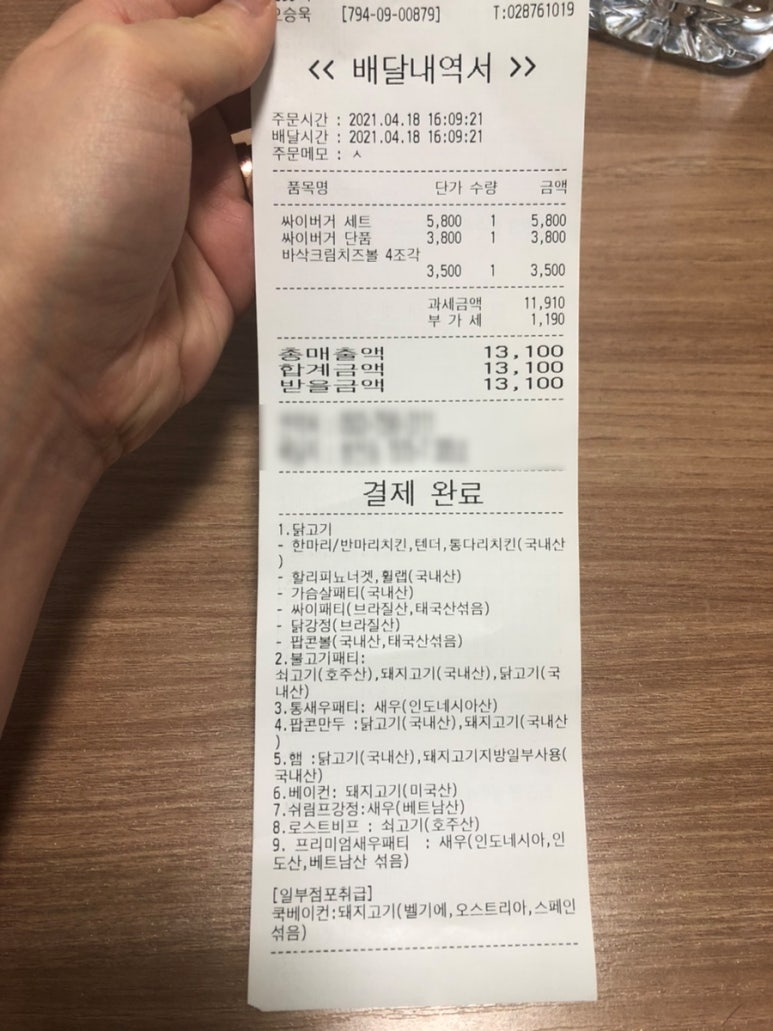 오승욱 [794-09-00879] T:028761019
<< 배달내역서 >>
주문시간 : 2021.04.18 16:09:21
배달시간 : 2021.04.18 16:09:21
주문메모 : ㅅ
품목명 단가 수량 금액
싸이버거 세트 5,800 1 5,800
싸이버거 단품 3,800 1 3,800
바삭크림치즈볼 4조각
3,500 1 3,500
과세금액 11,910
부 가 세 1,190
총매출액 13,100
합계금액 13,100
받을금액 13,100
결제 완료
1.닭고기
- 한마리/반마리치킨,텐더,통다리치킨(국내산
)
- 할리피뇨너겟,휠랩(국내산)
- 가슴살패티(국내산)
- 싸이패티(브라질산,태국산섞음)
- 닭강정(브라질산)
- 팝콘볼(국내산,태국산섞음)
2.불고기패티:
쇠고기(호주산),돼지고기(국내산),닭고기(국
내산)
3.통새우패티: 새우(인도네시아산)
4.팝콘만두 :닭고기(국내산),돼지고기(국내산
)
5.햄 :닭고기(국내산),돼지고기지방일부사용(
국내산)
6.베이컨: 돼지고기(미국산)
7.쉬림프강정:새우(베트남산)
8.로스트비프 : 쇠고기(호주산)
9. 프리미엄새우패티 : 새우(인도네시아,인
도산,베트남산 섞음)
[일부점포취급]
쿡베이컨:돼지고기(벨기에,오스트리아,스페인
섞음)